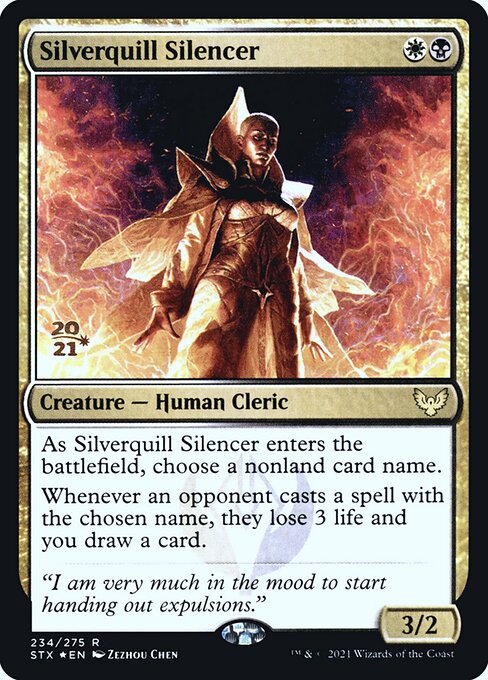 Silverquill Silencer
20
21
Creature — Human Cleric
As Silverquill Silencer enters the
battlefield, choose a nonland card name.
Whenever an opponent casts a spell with
the chosen name, they lose 3 life and
you draw a card.
“I am very much in the mood to start
handing out expulsions.”
3/2
234/275 R
STX ★ EN Zezhou Chen
™ & © 2021 Wizards of the Coast